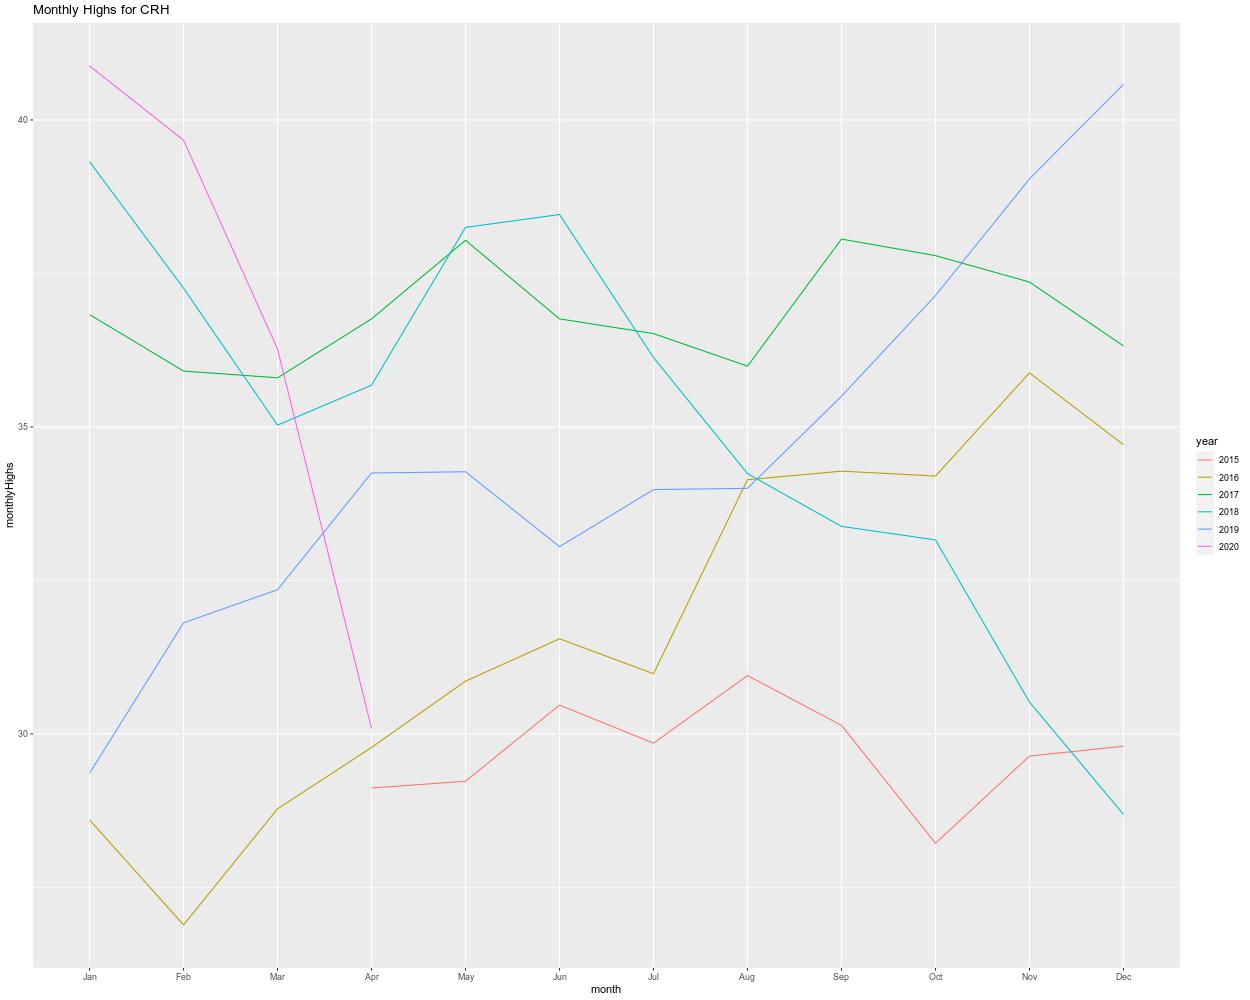 Monthly Highs for CRH
monthlyHighs
40
35
30
Jan Feb Mar Apr May Jun Jul Aug Sep Oct Nov Dec
month
year
2015
2016
2017
2018
2019
2020